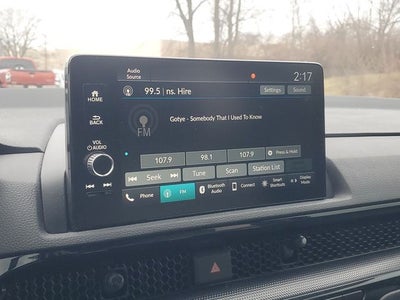 Audio
Source
2:17
HOME
99.5 | ns. Hire
Settings
Sound
BACK
FM
Gotye - Somebody That I Used To Know
VOL
AUDIO
107.9
98.1
107.9
Press & Hold
Seek
Tune
Scan
Station List
Phone
FM
Bluetooth
Audio
Connect
Smart
Shortcuts
Display
Mode